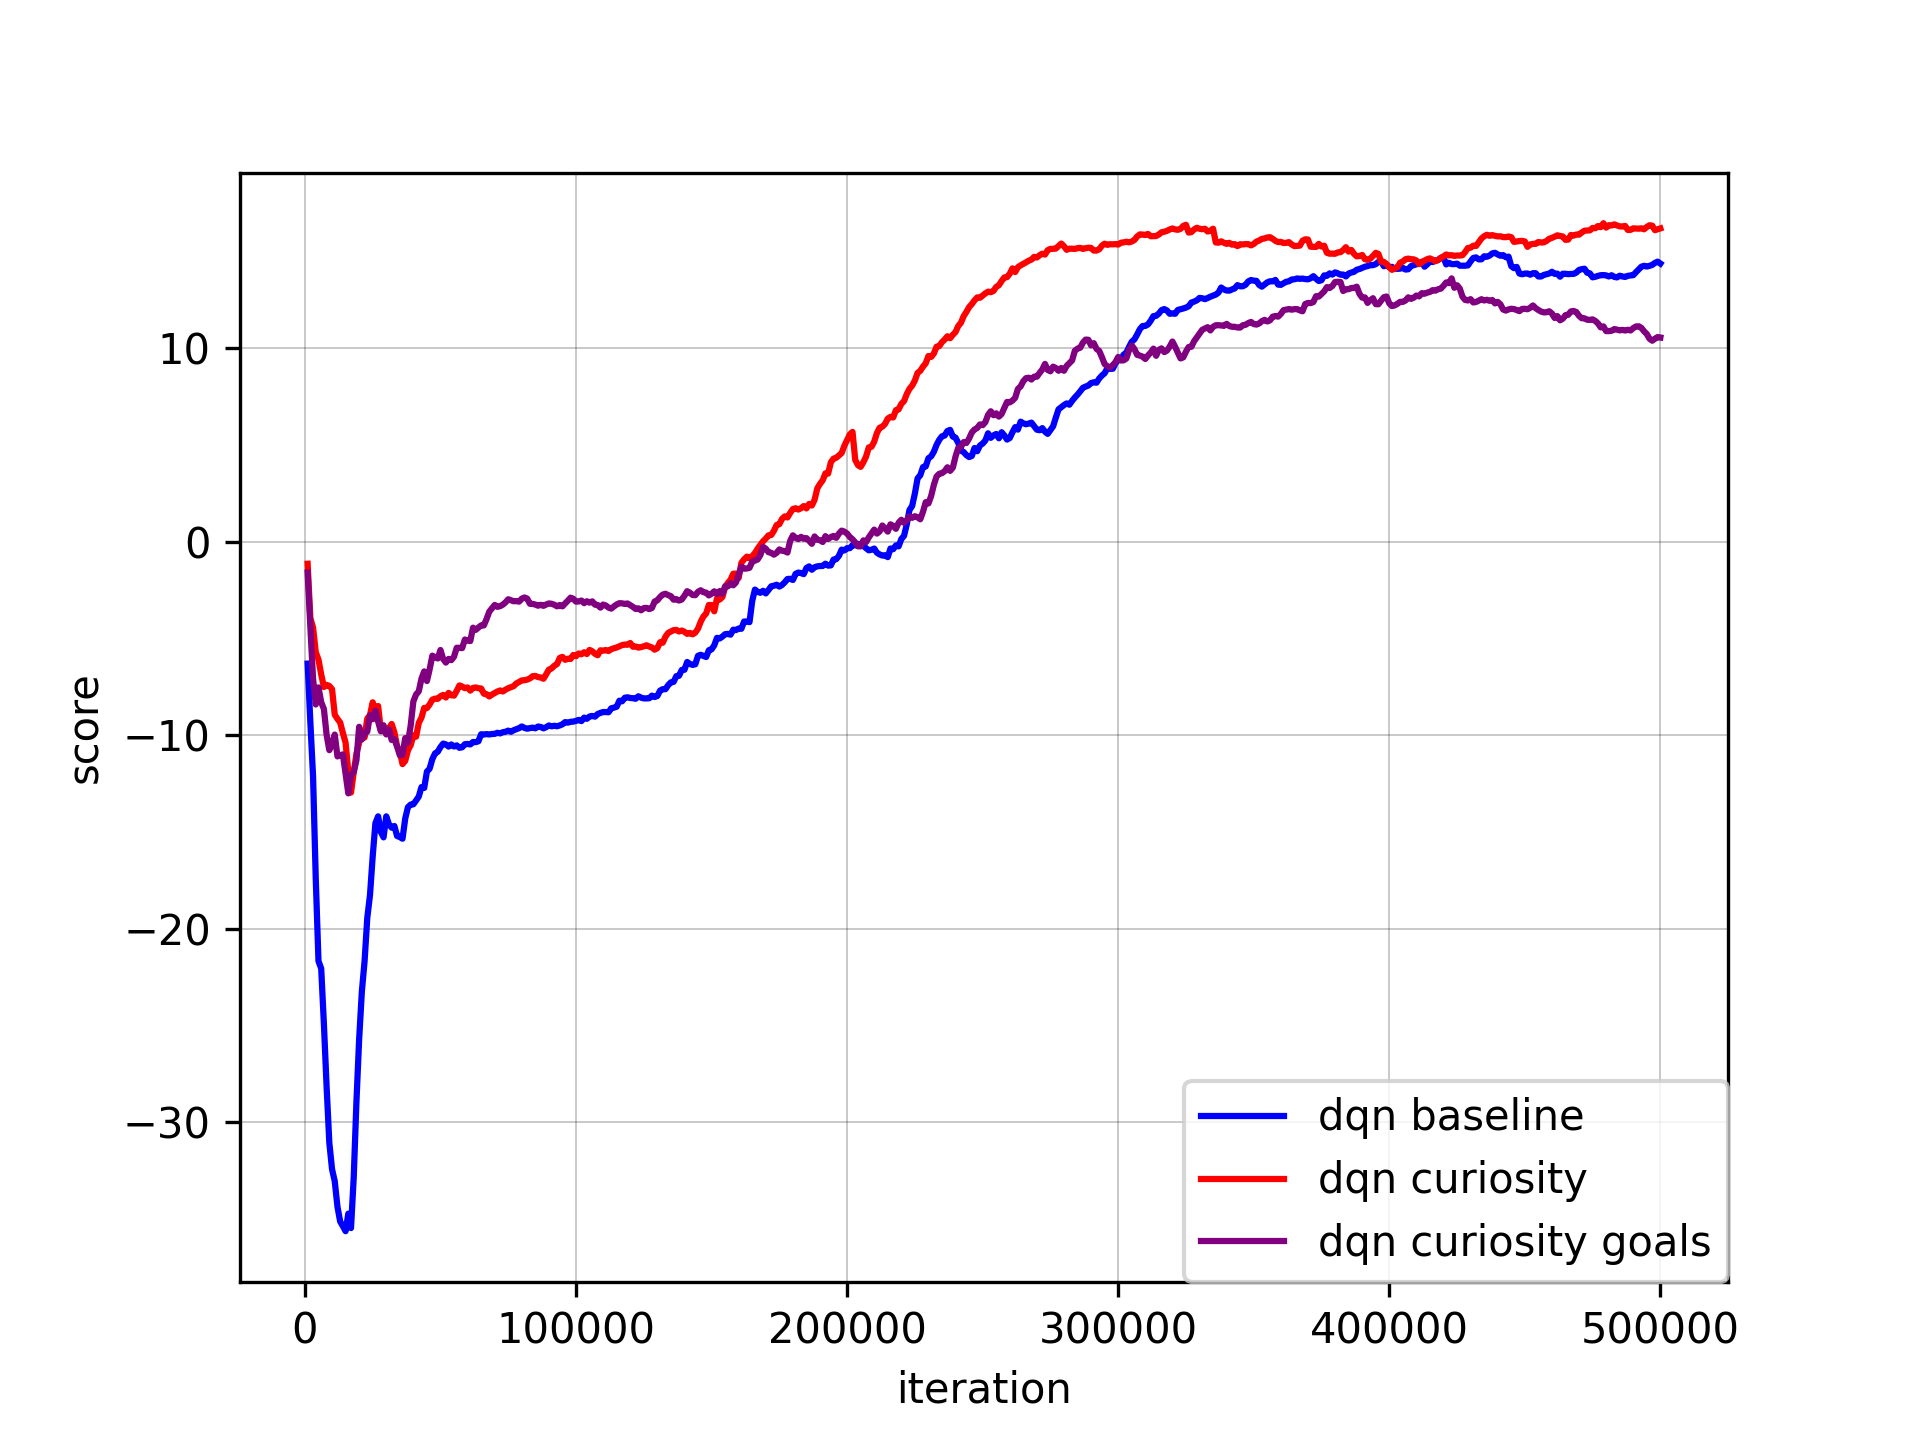 10
0
−10
−20
−30
score
0 100000 200000 300000 400000 500000
iteration
dqn baseline
dqn curiosity
dqn curiosity goals